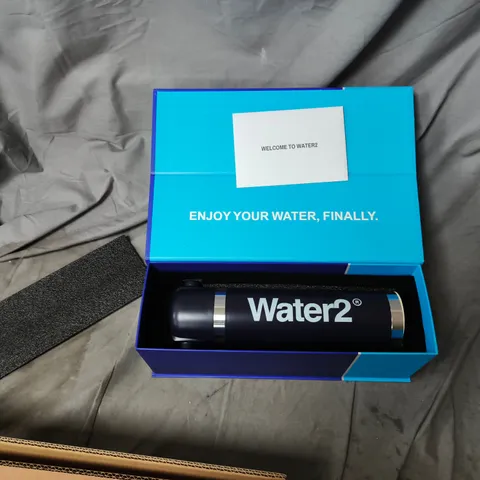 WELCOME TO WATER2
ENJOY YOUR WATER, FINALLY.
Water2®